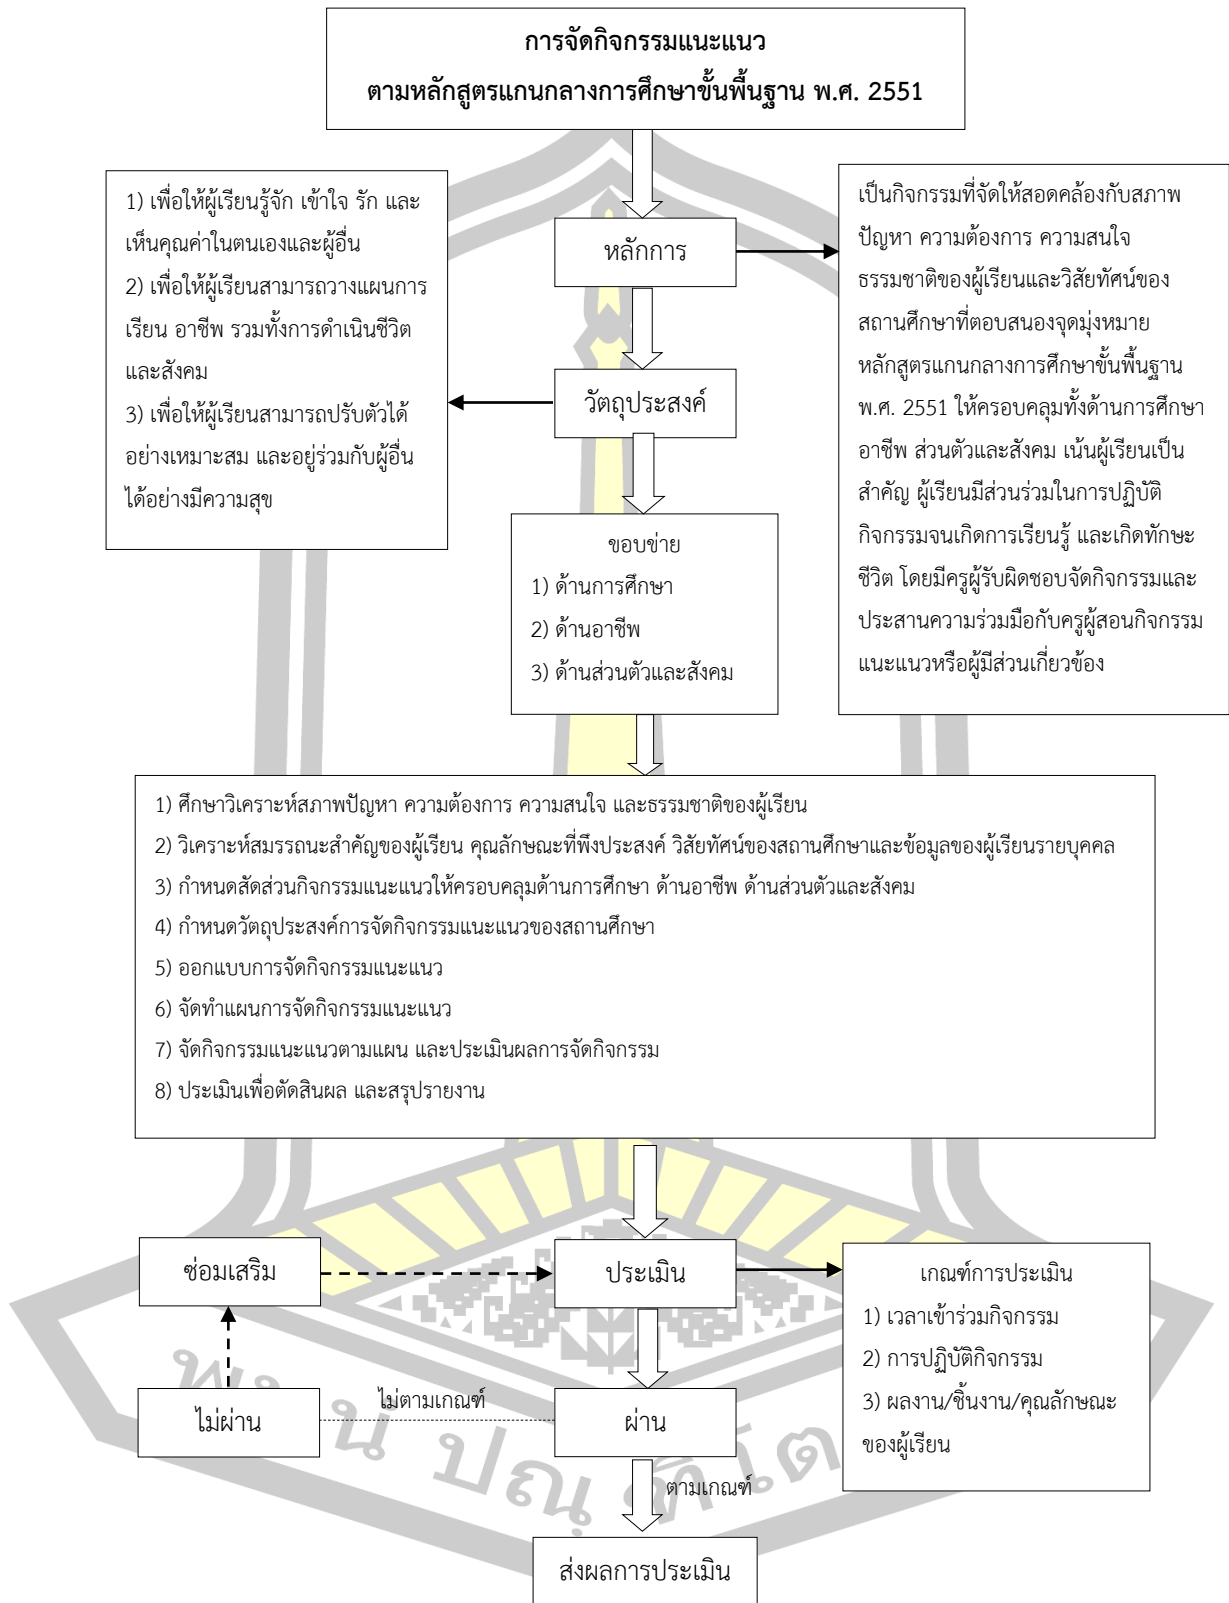 การจัดกิจกรรมแนะแนว
ตามหลักสูตรแกนกลางการศึกษาขั้นพื้นฐาน พ.ศ. 2551
1) เพื่อให้ผู้เรียนรู้จัก เข้าใจ รัก และ
เห็นคุณค่าในตนเองและผู้อื่น
2) เพื่อให้ผู้เรียนสามารถวางแผนการ
เรียน อาชีพ รวมทั้งการดำเนินชีวิต
และสังคม
3) เพื่อให้ผู้เรียนสามารถปรับตัวได้
อย่างเหมาะสม และอยู่ร่วมกับผู้อื่น
ได้อย่างมีความสุข
หลักการ
เป็นกิจกรรมที่จัดให้สอดคล้องกับสภาพ
ปัญหา ความต้องการ ความสนใจ
ธรรมชาติของผู้เรียนและวิสัยทัศน์ของ
สถานศึกษาที่ตอบสนองจุดมุ่งหมาย
หลักสูตรแกนกลางการศึกษาขั้นพื้นฐาน
พ.ศ. 2551 ให้ครอบคลุมทั้งด้านการศึกษา
อาชีพ ส่วนตัวและสังคม เน้นผู้เรียนเป็น
สำคัญ ผู้เรียนมีส่วนร่วมในการปฏิบัติ
กิจกรรมจนเกิดการเรียนรู้ และเกิดทักษะ
ชีวิต โดยมีครูผู้รับผิดชอบจัดกิจกรรมและ
ประสานความร่วมมือกับครูผู้สอนกิจกรรม
แนะแนวหรือผู้มีส่วนเกี่ยวข้อง
วัตถุประสงค์
ขอบข่าย
1) ด้านการศึกษา
2) ด้านอาชีพ
3) ด้านส่วนตัวและสังคม
1) ศึกษาวิเคราะห์สภาพปัญหา ความต้องการ ความสนใจ และธรรมชาติของผู้เรียน
2) วิเคราะห์สมรรถนะสำคัญของผู้เรียน คุณลักษณะที่พึงประสงค์ วิสัยทัศน์ของสถานศึกษาและข้อมูลของผู้เรียนรายบุคคล
3) กำหนดสัดส่วนกิจกรรมแนะแนวให้ครอบคลุมด้านการศึกษา ด้านอาชีพ ด้านส่วนตัวและสังคม
4) กำหนดวัตถุประสงค์การจัดกิจกรรมแนะแนวของสถานศึกษา
5) ออกแบบการจัดกิจกรรมแนะแนว
6) จัดทำแผนการจัดกิจกรรมแนะแนว
7) จัดกิจกรรมแนะแนวตามแผน และประเมินผลการจัดกิจกรรม
8) ประเมินเพื่อตัดสินผล และสรุปรายงาน
ซ่อมเสริม
ประเมิน
เกณฑ์การประเมิน
1) เวลาเข้าร่วมกิจกรรม
2) การปฏิบัติกิจกรรม
3) ผลงาน/ชิ้นงาน/คุณลักษณะ
ของผู้เรียน
ไม่ผ่าน
ไม่ตามเกณฑ์
ผ่าน
ตามเกณฑ์
ส่งผลการประเมิน